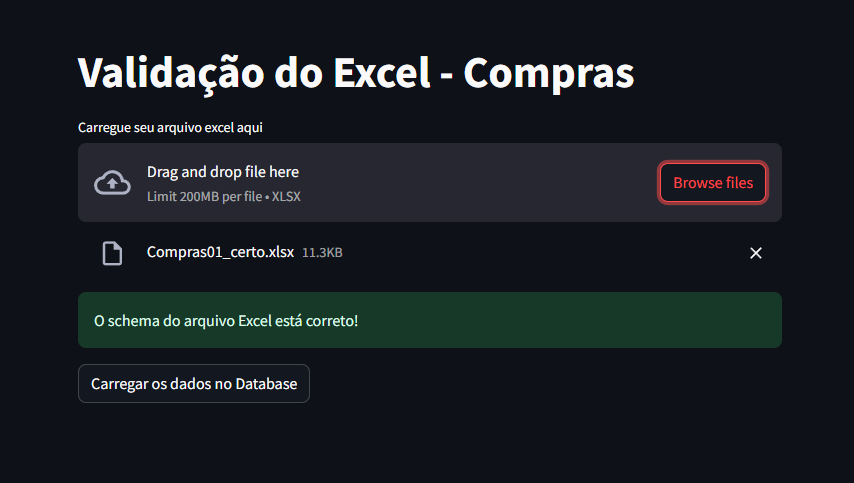 Validação do Excel - Compras
Carregue seu arquivo excel aqui
Drag and drop file here
Limit 200MB per file • XLSX
Browse files
Compras01_certo.xlsx 11.3KB
O schema do arquivo Excel está correto!
Carregar os dados no Database